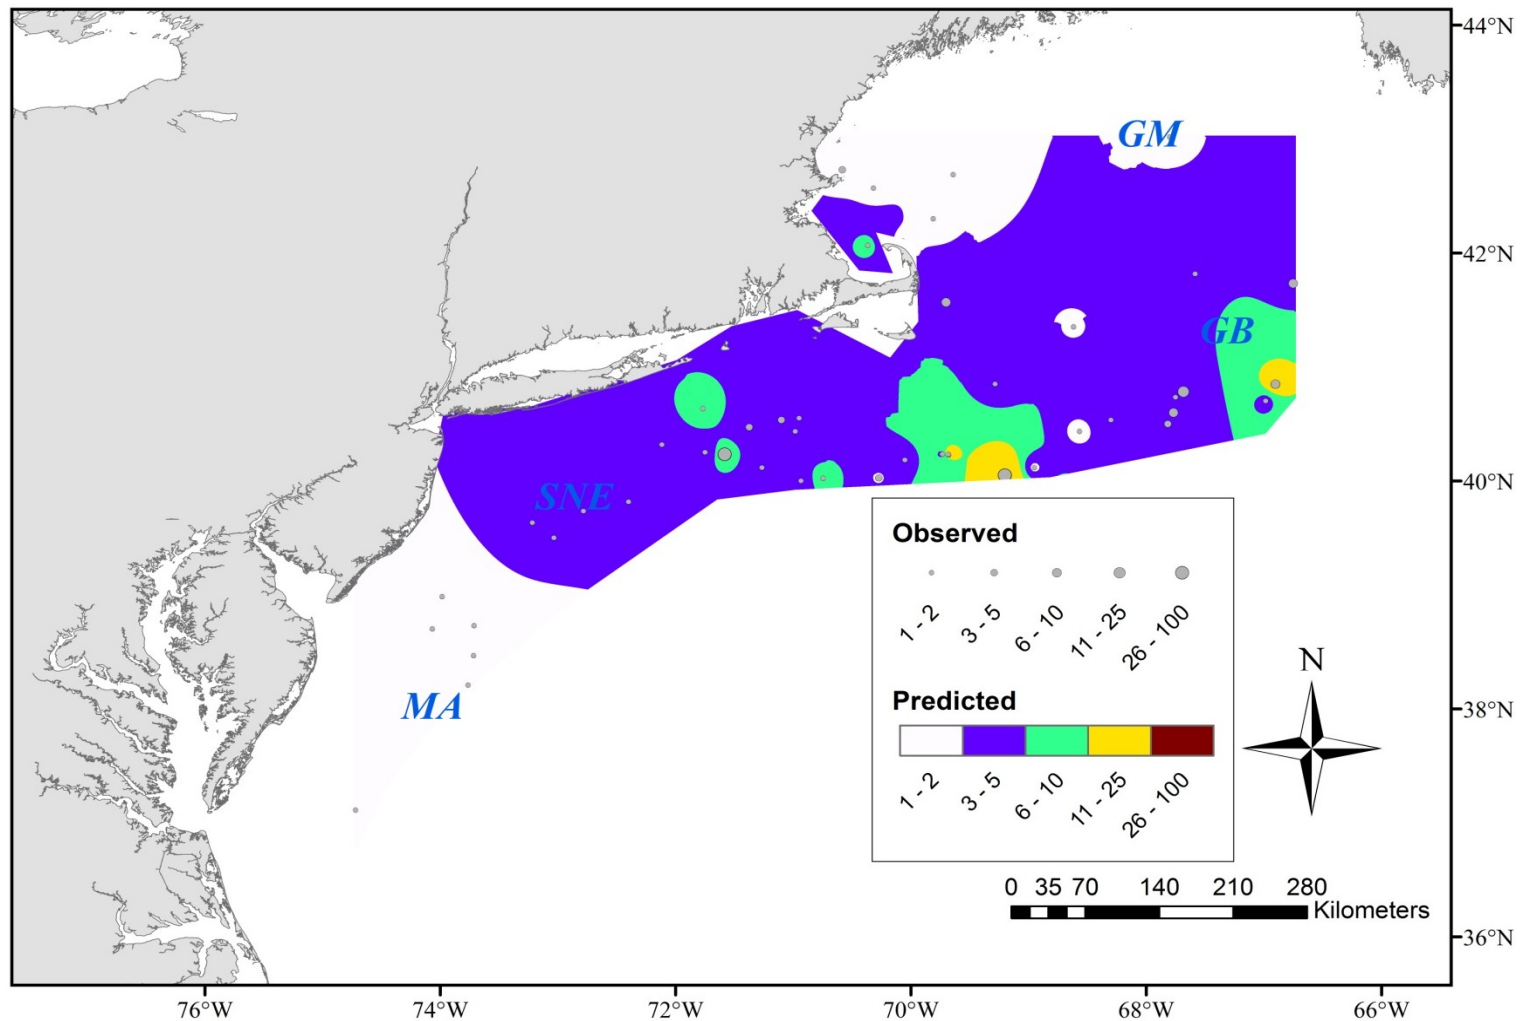 44°N
GM
42°N
GB
40°N
SNE
Observed
1 - 2
3 - 5
6 - 10
11 - 25
26 - 100
N
38°N
MA
Predicted
1 - 2
3 - 5
6 - 10
11 - 25
26 - 100
0 35 70 140 210 280
Kilometers
36°N
76°W 74°W 72°W 70°W 68°W 66°W